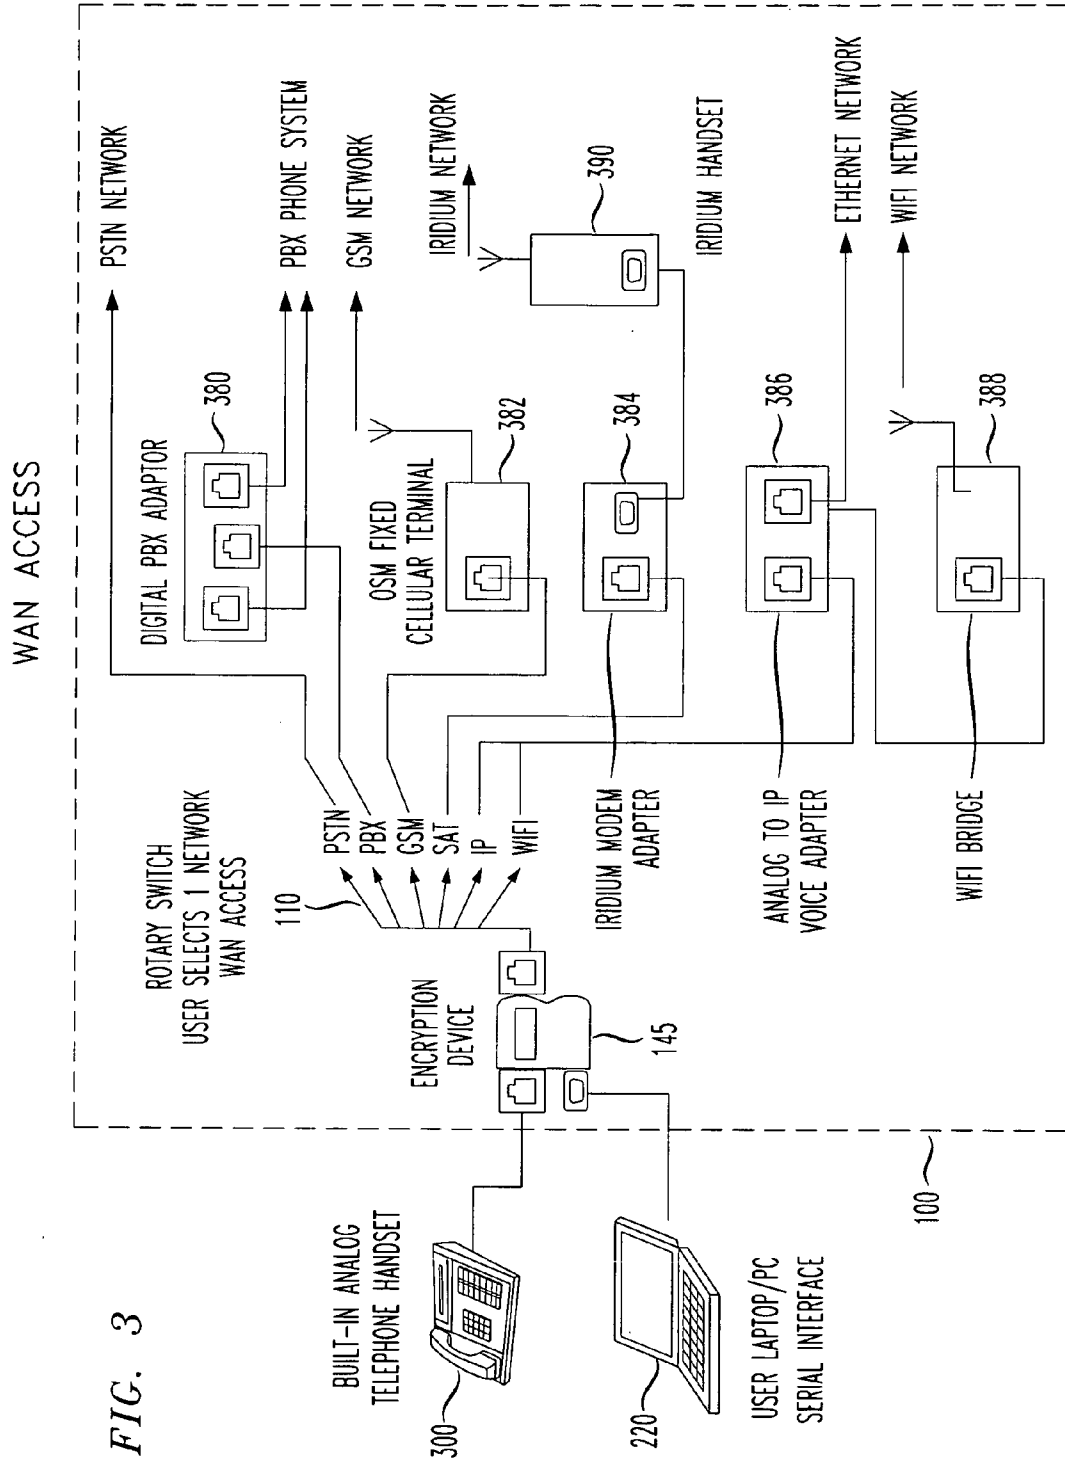 WAN ACCESS
FIG. 3
PSTN NETWORK
PBX PHONE SYSTEM
GSM NETWORK
IRIDIUM NETWORK
390
IRIDIUM HANDSET
ETHERNET NETWORK
WIFI NETWORK
DIGITAL PBX ADAPTOR
380
OSM FIXED
CELLULAR TERMINAL
382
384
386
388
ROTARY SWITCH
USER SELECTS 1 NETWORK
WAN ACCESS
110
PSTN
PBX
GSM
SAT
IP
WIFI
IRIDIUM MODEM
ADAPTER
ANALOG TO IP
VOICE ADAPTER
WIFI BRIDGE
ENCRYPTION
DEVICE
145
100
BUILT-IN ANALOG
TELEPHONE HANDSET
300
220
USER LAPTOP/PC
SERIAL INTERFACE